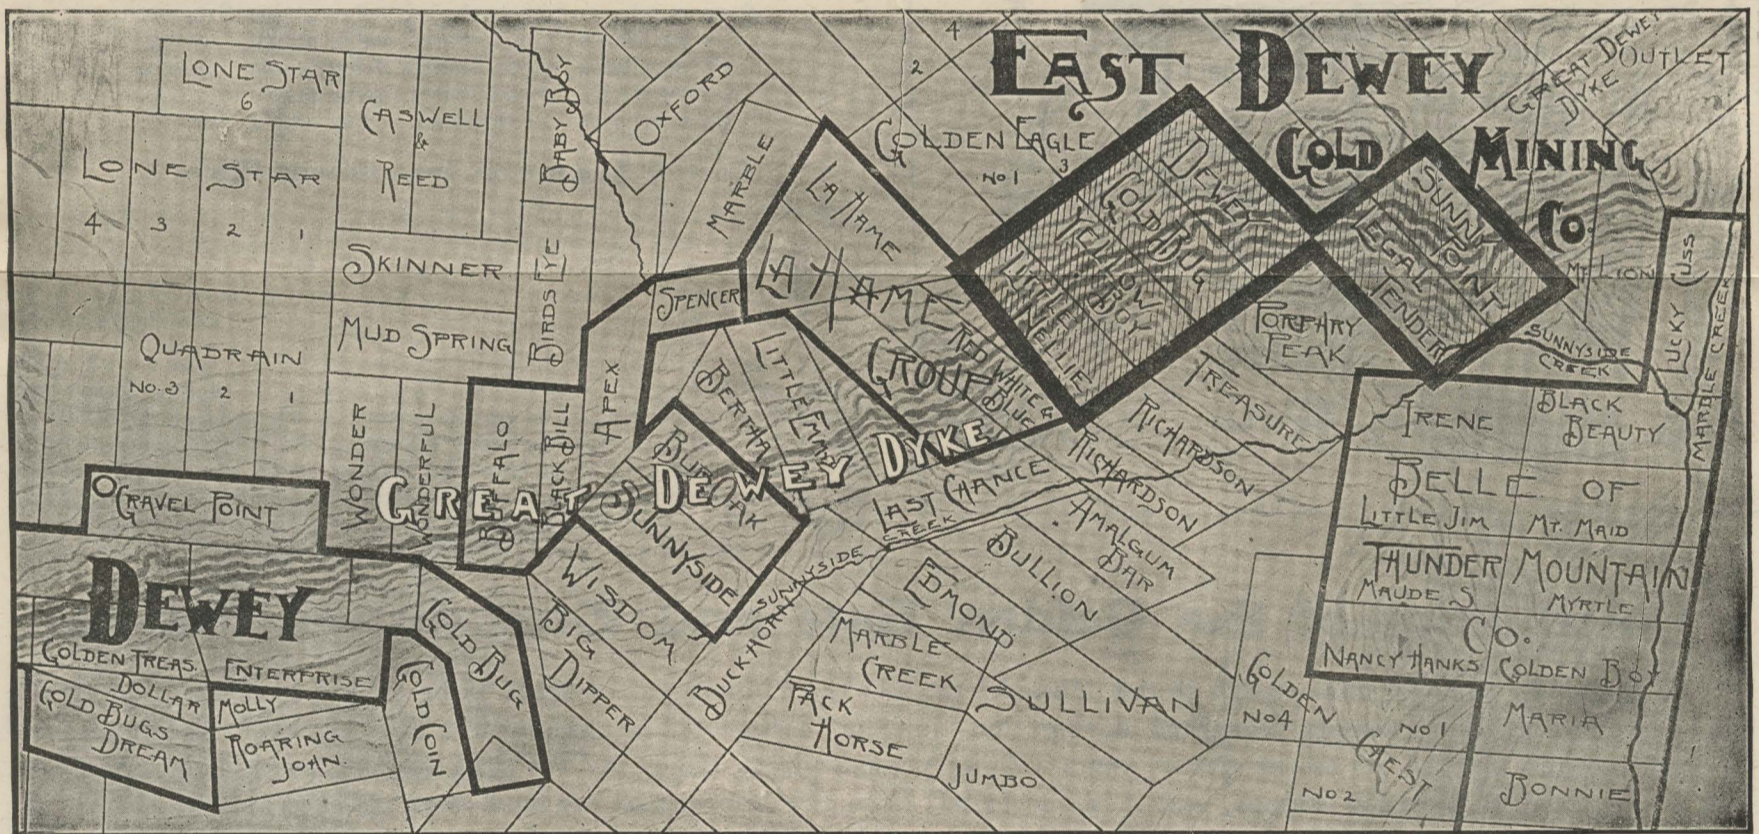 EAST DEWEY
GOLD MINING
Co.
GREAT DEWEY
DYKE
OUTLET
LONE STAR
6
CASWELL
&
REED
BABY BOY
OXFORD
MARBLE
4
2
GOLDEN EAGLE
No 1
3
LONE STAR
4 3 2 1
SKINNER
MUD SPRING
BIRDS EYE
QUADRAIN
No. 3 2 1
SPENCER
LA HAME
LA HAME
GROUP
RED WHITE &
BLUE
DEWEY
GOLD BUG
YELLOW
BOY
LITTLE
NELLIE
SUNNY
POINT
LEGAL
TENDER
MT. LION
LUCKY CUSS
MARBLE CREEK
SUNNYSIDE
CREEK
PORPHRY
PEAK
TREASURE
RICHARDSON
RICHARDSON
AMALGUM
BAR
BULLION
EDMOND
LAST CHANCE
SUNNYSIDE CREEK
WONDER
WONDERFUL
BUFFALO
BLACK BILL
APEX
BERTHA
LITTLE EMMA
GREAT DEWEY DYKE
SUNNYSIDE
WISDOM
BIG
DIPPER
BUCKHORN
MARBLE
CREEK
PACK
HORSE
JUMBO
SULLIVAN
GRAVEL POINT
DEWEY
GOLDEN TREAS.
ENTERPRISE
DOLLAR
GOLD BUGS
DREAM
MOLLY
ROARING
JOHN.
GOLD COIN
GOLD BUG
IRENE
BLACK
BEAUTY
BELLE OF
LITTLE JIM
MT. MAID
THUNDER MOUNTAIN
MAUDE S
MYRTLE
Co.
NANCY HANKS
GOLDEN BOY
GOLDEN
CHEST
No 4
No 1
No 2
MARIA
BONNIE
1